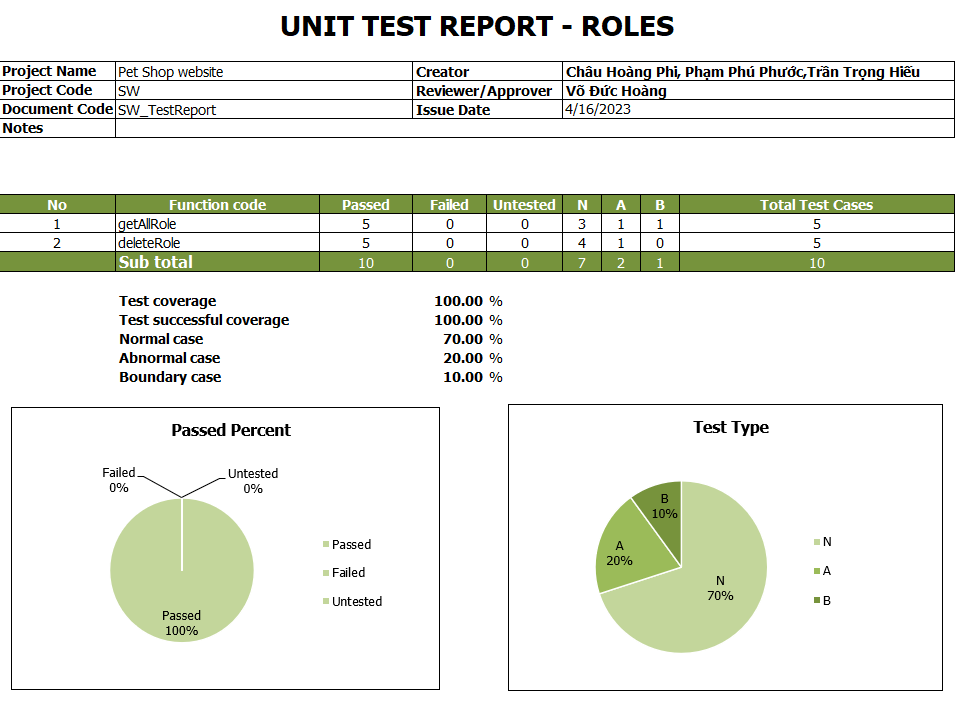 UNIT TEST REPORT - ROLES
Project Name Pet Shop website Creator Châu Hoàng Phi, Phạm Phú Phước,Trần Trọng Hiếu
Project Code SW Reviewer/Approver Võ Đức Hoàng
Document Code SW_TestReport Issue Date 4/16/2023
Notes
No Function code Passed Failed Untested N A B Total Test Cases
1 getAllRole 5 0 0 3 1 1 5
2 deleteRole 5 0 0 4 1 0 5
Sub total 10 0 0 7 2 1 10
Test coverage 100.00 %
Test successful coverage 100.00 %
Normal case 70.00 %
Abnormal case 20.00 %
Boundary case 10.00 %
Passed Percent
Failed
0%
Untested
0%
Passed
100%
Passed
Failed
Untested
Test Type
B
10%
A
20%
N
70%
N
A
B